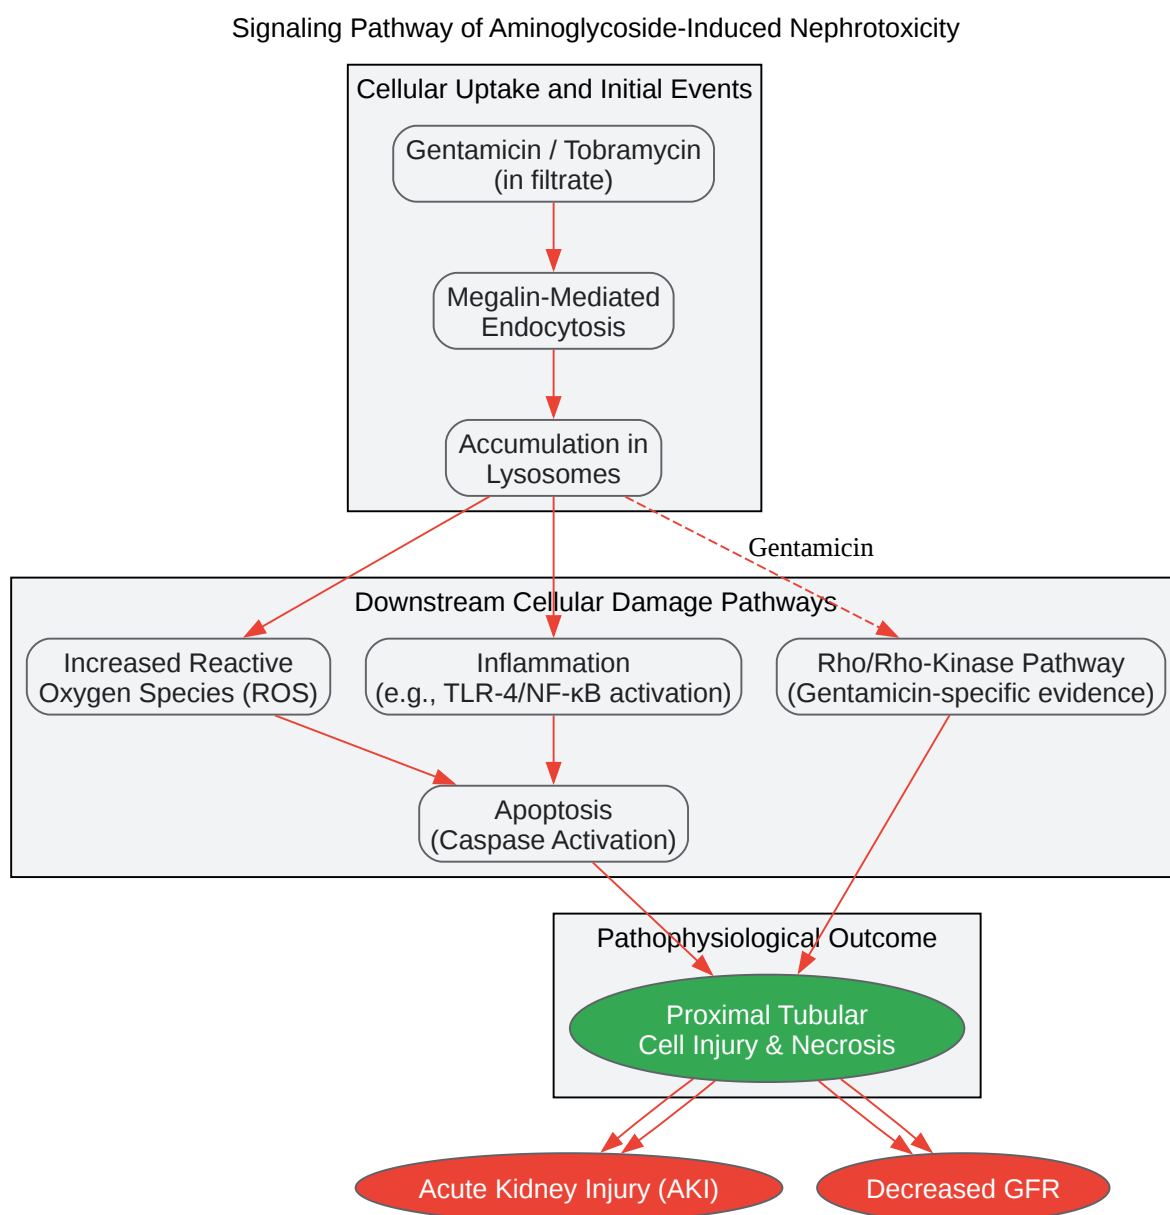 Signaling Pathway of Aminoglycoside-Induced Nephrotoxicity
Cellular Uptake and Initial Events
Gentamicin / Tobramycin
(in filtrate)
Megalin-Mediated
Endocytosis
Accumulation in
Lysosomes
Gentamicin
Downstream Cellular Damage Pathways
Increased Reactive
Oxygen Species (ROS)
Inflammation
(e.g., TLR-4/NF-κB activation)
Rho/Rho-Kinase Pathway
(Gentamicin-specific evidence)
Apoptosis
(Caspase Activation)
Pathophysiological Outcome
Proximal Tubular
Cell Injury & Necrosis
Acute Kidney Injury (AKI)
Decreased GFR